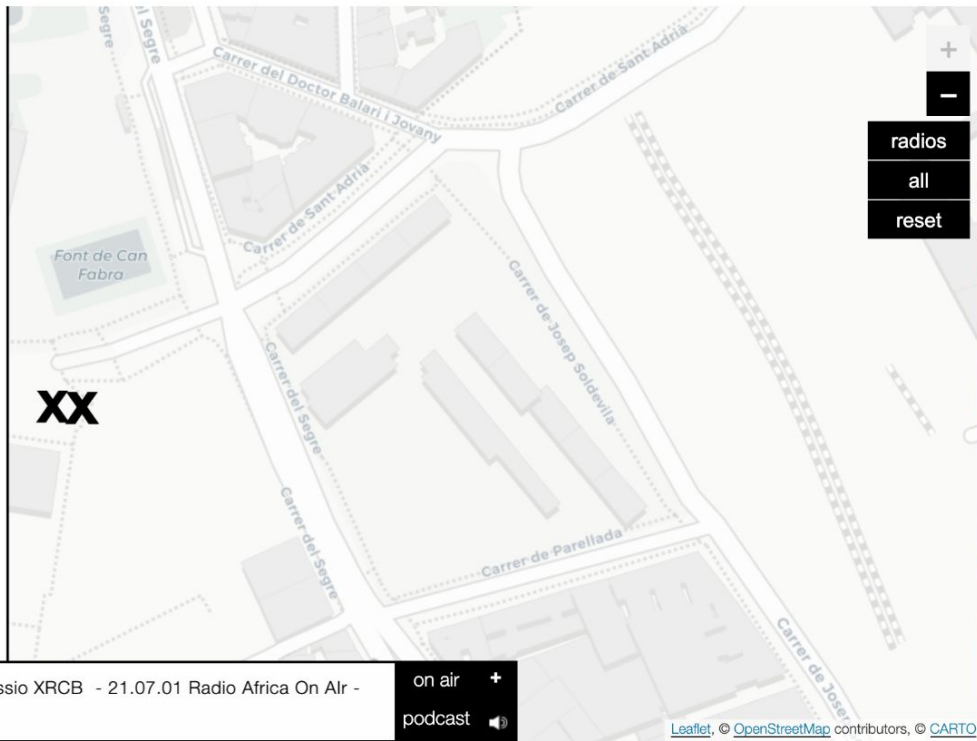 Segre
l Segre
Carrer del Doctor Balari i Jovany
Carrer de Sant Adrià
+
−
radios
all
reset
Carrer de Sant Adrià
Font de Can
Fabra
Carrer de Josep Soldevila
XX
Carrer del Segre
Carrer del Segre
Carrer de Parellada
Carrer de Josep
ssio XRCB - 21.07.01 Radio Africa On AIr -
on air +
podcast
Leaflet, © OpenStreetMap contributors, © CARTO